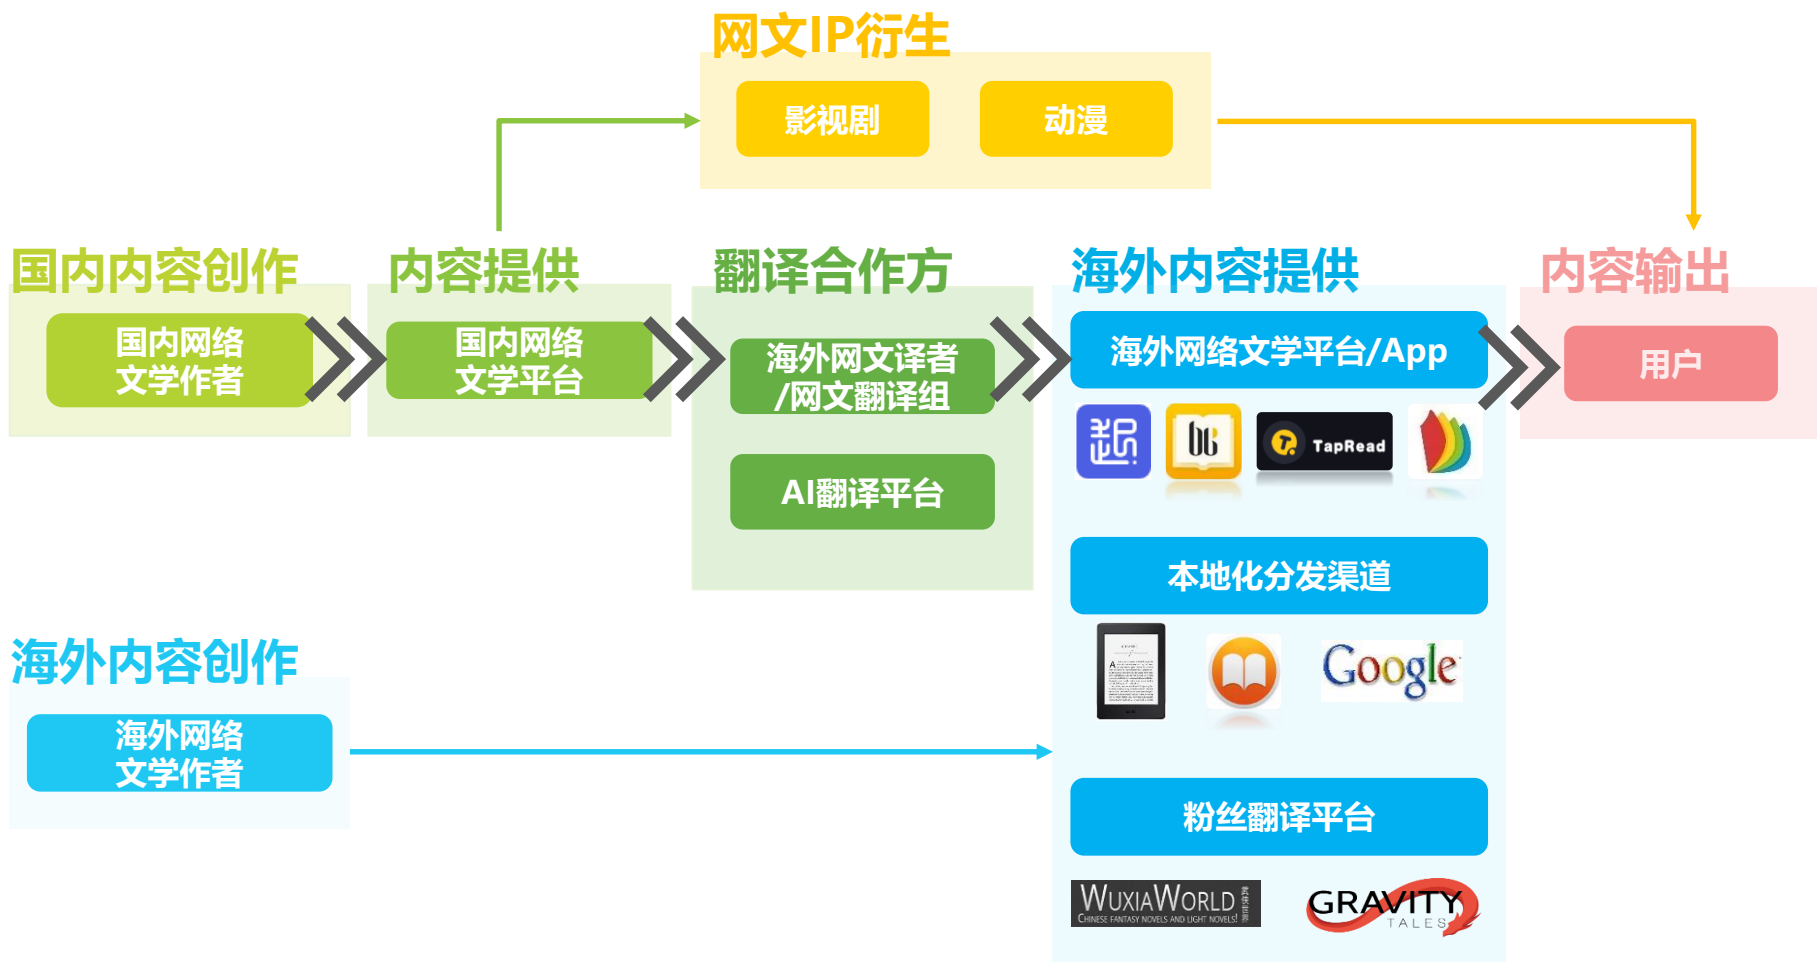 网文IP衍生
影视剧
动漫
国内内容创作
国内网络
文学作者
内容提供
国内网络
文学平台
翻译合作方
海外网文译者
/网文翻译组
AI翻译平台
海外内容提供
海外网络文学平台/App
TapRead
本地化分发渠道
Google
粉丝翻译平台
WUXIAWORLD
CHINESE FANTASY NOVELS AND LIGHT NOVELS!
GRAVITY
TALES
内容输出
用户
海外内容创作
海外网络
文学作者